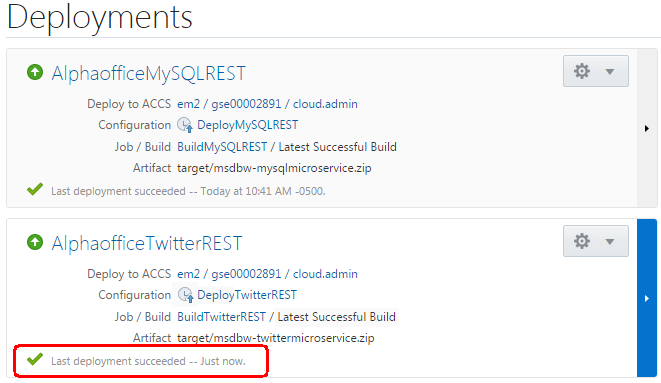 Deployments
AlphaofficeMySQLREST
Deploy to ACCS em2 / gse00002891 / cloud.admin
Configuration DeployMySQLREST
Job / Build BuildMySQLREST / Latest Successful Build
Artifact target/msdbw-mysqlmicroservice.zip
Last deployment succeeded -- Today at 10:41 AM -0500.
AlphaofficeTwitterREST
Deploy to ACCS em2 / gse00002891 / cloud.admin
Configuration DeployTwitterREST
Job / Build BuildTwitterREST / Latest Successful Build
Artifact target/msdbw-twittermicroservice.zip
Last deployment succeeded -- Just now.